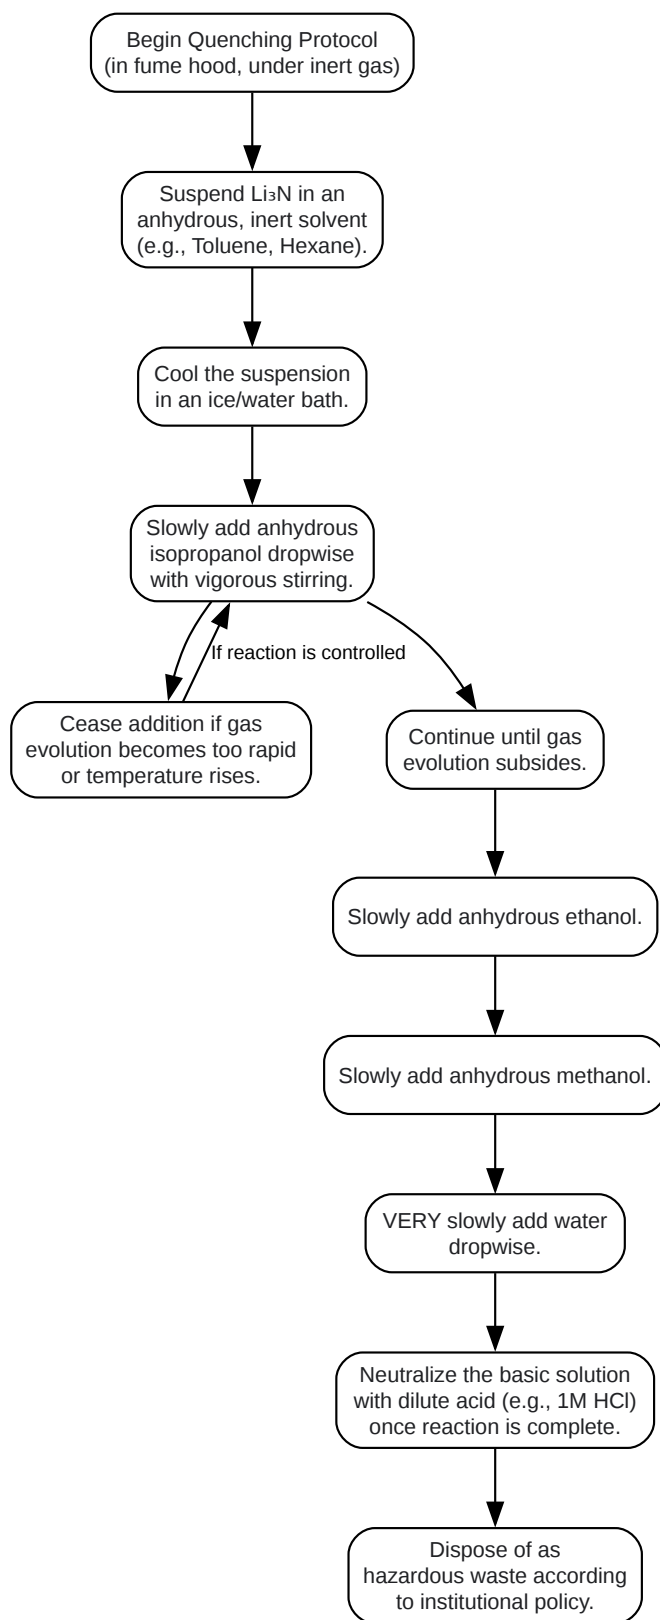 Begin Quenching Protocol
(in fume hood, under inert gas)
Suspend Li₃N in an
anhydrous, inert solvent
(e.g., Toluene, Hexane).
Cool the suspension
in an ice/water bath.
Slowly add anhydrous
isopropanol dropwise
with vigorous stirring.
If reaction is controlled
Cease addition if gas
evolution becomes too rapid
or temperature rises.
Continue until gas
evolution subsides.
Slowly add anhydrous ethanol.
Slowly add anhydrous methanol.
VERY slowly add water
dropwise.
Neutralize the basic solution
with dilute acid (e.g., 1M HCl)
once reaction is complete.
Dispose of as
hazardous waste according
to institutional policy.